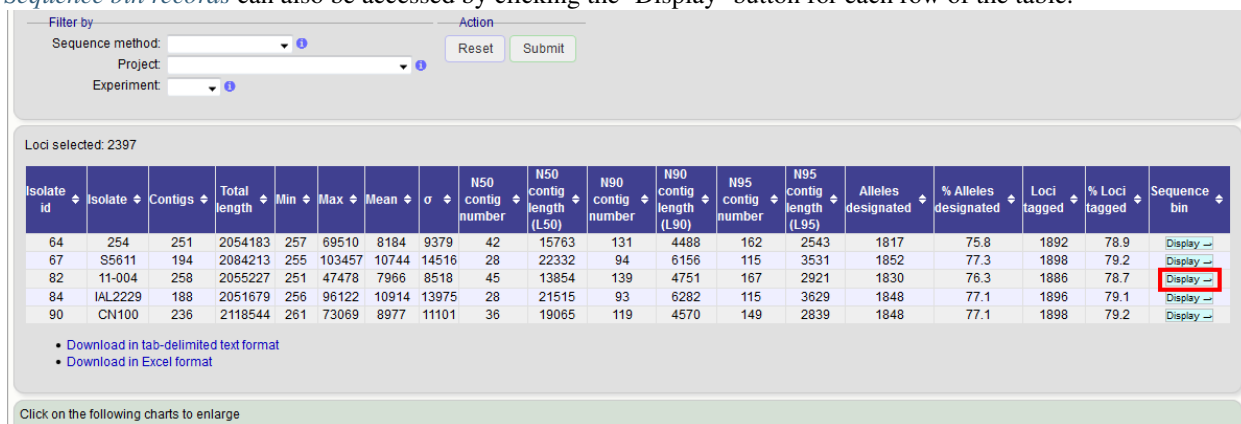 Sequence bin records can also be accessed by clicking the "Display" button for each row of the table.
Filter by
Sequence method:
Project:
Experiment:
Action
Reset Submit
Loci selected: 2397
Isolate id Isolate Contigs Total length Min Max Mean σ N50 contig number N50 contig length (L50) N90 contig number N90 contig length (L90) N95 contig number N95 contig length (L95) Alleles designated % Alleles designated Loci tagged % Loci tagged Sequence bin
64 254 251 2054183 257 69510 8184 9379 42 15763 131 4488 162 2543 1817 75.8 1892 78.9 Display
67 S5611 194 2084213 255 103457 10744 14516 28 22332 94 6156 115 3531 1852 77.3 1898 79.2 Display
82 11-004 258 2055227 251 47478 7966 8518 45 13854 139 4751 167 2921 1830 76.3 1886 78.7 Display
84 IAL2229 188 2051679 256 96122 10914 13975 28 21515 93 6282 115 3629 1848 77.1 1896 79.1 Display
90 CN100 236 2118544 261 73069 8977 11101 36 19065 119 4570 149 2839 1848 77.1 1898 79.2 Display
• Download in tab-delimited text format
• Download in Excel format
Click on the following charts to enlarge